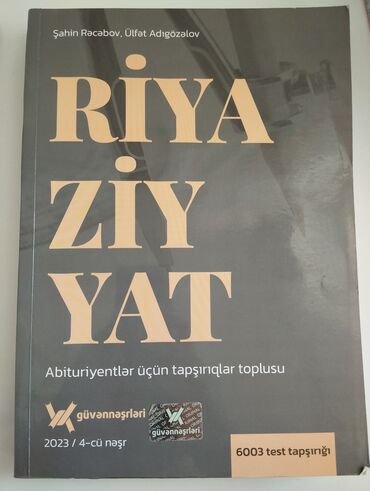 Şahin Rəcəbov, Ülfət Adıgözəlov
RİYA
ZİY
YAT
Abituriyentlər üçün tapşırıqlar toplusu
güvənnəşrləri
güvənnəşrləri
2023 / 4-cü nəşr
6003 test tapşırığı